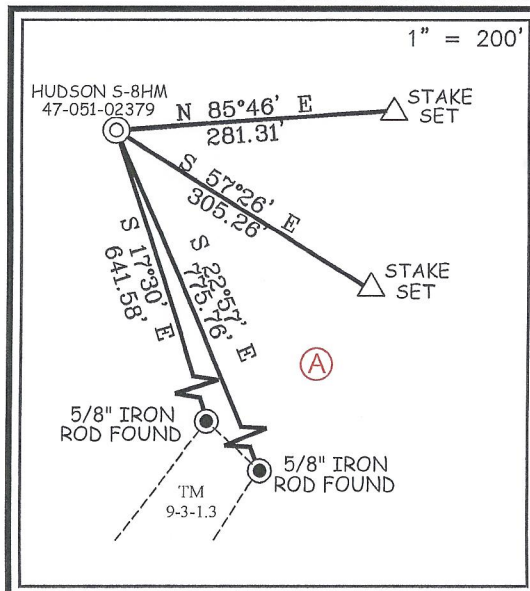 1" = 200'
HUDSON S-8HM
47-051-02379
N 85°46' E
281.31'
STAKE
SET
S 57°26' E
305.26'
STAKE
SET
S 17°30' E
641.58'
S 22°57' E
775.76'
A
5/8" IRON
ROD FOUND
5/8" IRON
ROD FOUND
TM
9-3-1.3